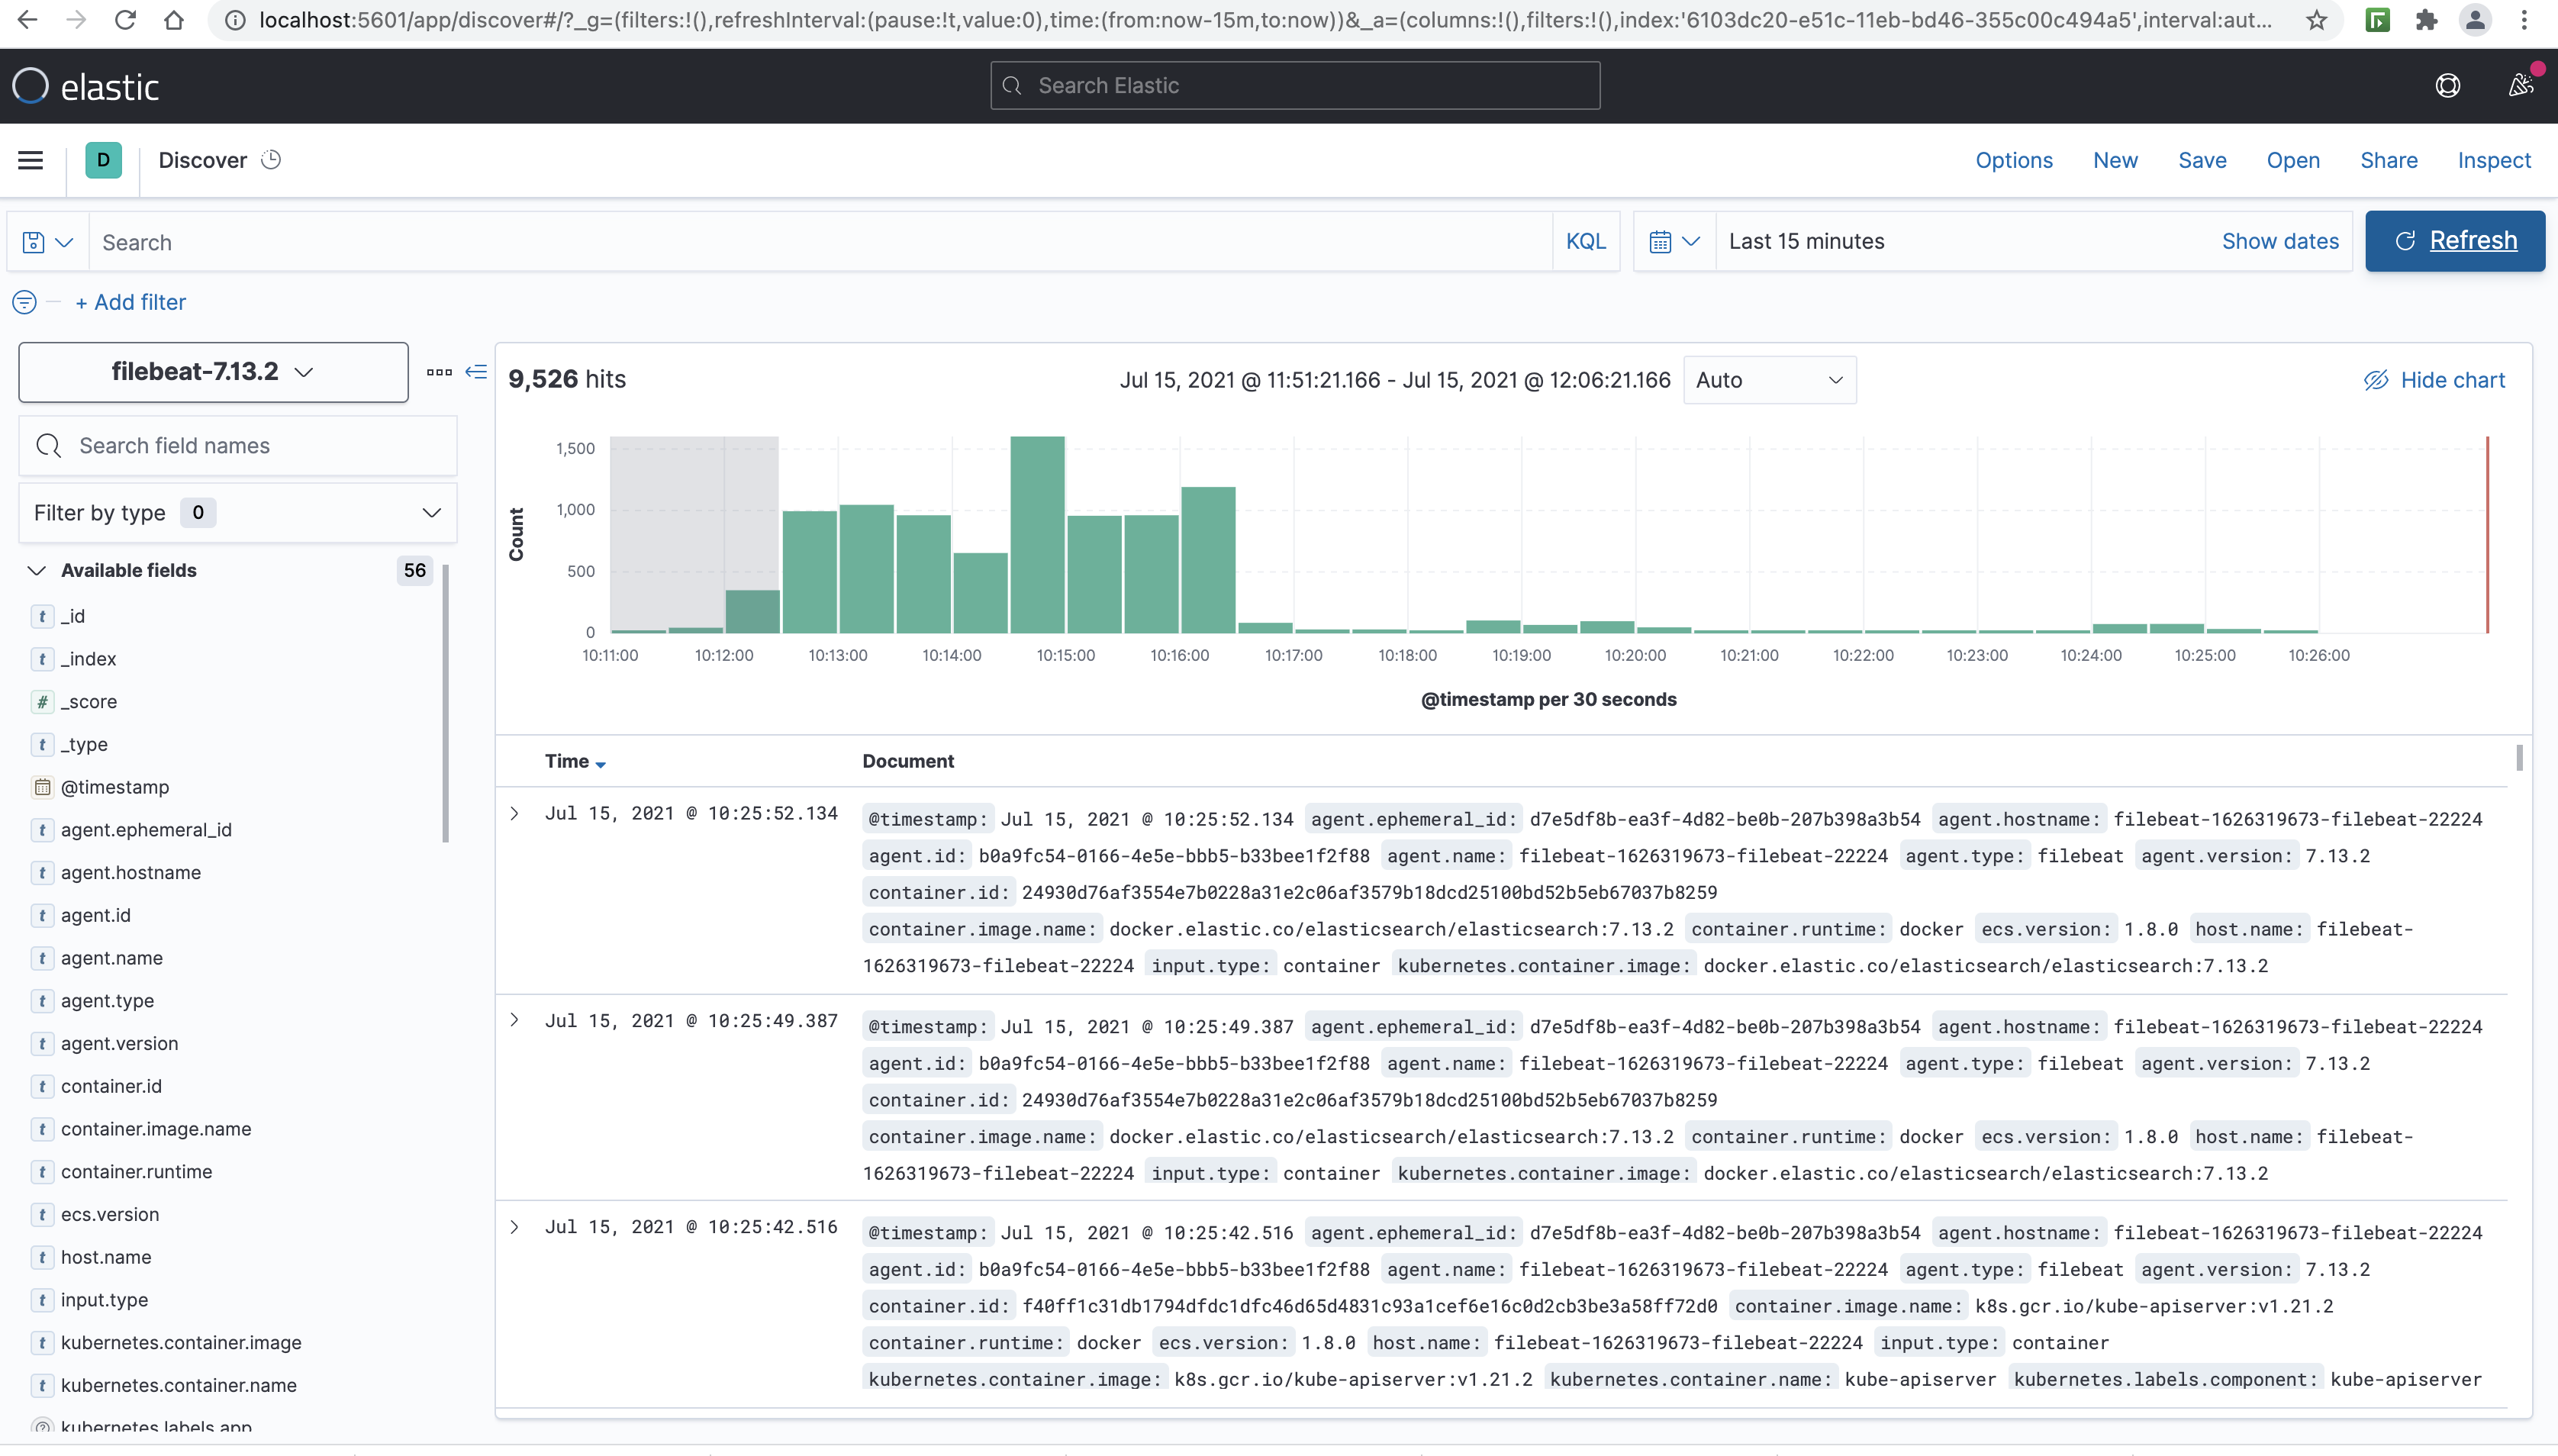 localhost:5601/app/discover#/?_g=(filters:!(),refreshInterval:(pause:!t,value:0),time:(from:now-15m,to:now))&_a=(columns:!(),filters:!(),index:'6103dc20-e51c-11eb-bd46-355c00c494a5',interval:aut...
elastic
Search Elastic
D
Discover
Options New Save Open Share Inspect
Search
KQL
Last 15 minutes
Show dates
Refresh
+ Add filter
filebeat-7.13.2
Search field names
Filter by type 0
Available fields 56
t _id
t _index
# _score
t _type
@timestamp
t agent.ephemeral_id
t agent.hostname
t agent.id
t agent.name
t agent.type
t agent.version
t container.id
t container.image.name
t container.runtime
t ecs.version
t host.name
t input.type
t kubernetes.container.image
t kubernetes.container.name
kubernetes.labels.app
9,526 hits
Jul 15, 2021 @ 11:51:21.166 - Jul 15, 2021 @ 12:06:21.166
Auto
Hide chart
Count
1,500
1,000
500
0
10:11:00 10:12:00 10:13:00 10:14:00 10:15:00 10:16:00 10:17:00 10:18:00 10:19:00 10:20:00 10:21:00 10:22:00 10:23:00 10:24:00 10:25:00 10:26:00
@timestamp per 30 seconds
Time Document
Jul 15, 2021 @ 10:25:52.134
@timestamp: Jul 15, 2021 @ 10:25:52.134 agent.ephemeral_id: d7e5df8b-ea3f-4d82-be0b-207b398a3b54 agent.hostname: filebeat-1626319673-filebeat-22224
agent.id: b0a9fc54-0166-4e5e-bbb5-b33bee1f2f88 agent.name: filebeat-1626319673-filebeat-22224 agent.type: filebeat agent.version: 7.13.2
container.id: 24930d76af3554e7b0228a31e2c06af3579b18dcd25100bd52b5eb67037b8259
container.image.name: docker.elastic.co/elasticsearch/elasticsearch:7.13.2 container.runtime: docker ecs.version: 1.8.0 host.name: filebeat-
1626319673-filebeat-22224 input.type: container kubernetes.container.image: docker.elastic.co/elasticsearch/elasticsearch:7.13.2
Jul 15, 2021 @ 10:25:49.387
@timestamp: Jul 15, 2021 @ 10:25:49.387 agent.ephemeral_id: d7e5df8b-ea3f-4d82-be0b-207b398a3b54 agent.hostname: filebeat-1626319673-filebeat-22224
agent.id: b0a9fc54-0166-4e5e-bbb5-b33bee1f2f88 agent.name: filebeat-1626319673-filebeat-22224 agent.type: filebeat agent.version: 7.13.2
container.id: 24930d76af3554e7b0228a31e2c06af3579b18dcd25100bd52b5eb67037b8259
container.image.name: docker.elastic.co/elasticsearch/elasticsearch:7.13.2 container.runtime: docker ecs.version: 1.8.0 host.name: filebeat-
1626319673-filebeat-22224 input.type: container kubernetes.container.image: docker.elastic.co/elasticsearch/elasticsearch:7.13.2
Jul 15, 2021 @ 10:25:42.516
@timestamp: Jul 15, 2021 @ 10:25:42.516 agent.ephemeral_id: d7e5df8b-ea3f-4d82-be0b-207b398a3b54 agent.hostname: filebeat-1626319673-filebeat-22224
agent.id: b0a9fc54-0166-4e5e-bbb5-b33bee1f2f88 agent.name: filebeat-1626319673-filebeat-22224 agent.type: filebeat agent.version: 7.13.2
container.id: f40ff1c31db1794dfdc1dfc46d65d4831c93a1cef6e16c0d2cb3be3a58ff72d0 container.image.name: k8s.gcr.io/kube-apiserver:v1.21.2
container.runtime: docker ecs.version: 1.8.0 host.name: filebeat-1626319673-filebeat-22224 input.type: container
kubernetes.container.image: k8s.gcr.io/kube-apiserver:v1.21.2 kubernetes.container.name: kube-apiserver kubernetes.labels.component: kube-apiserver